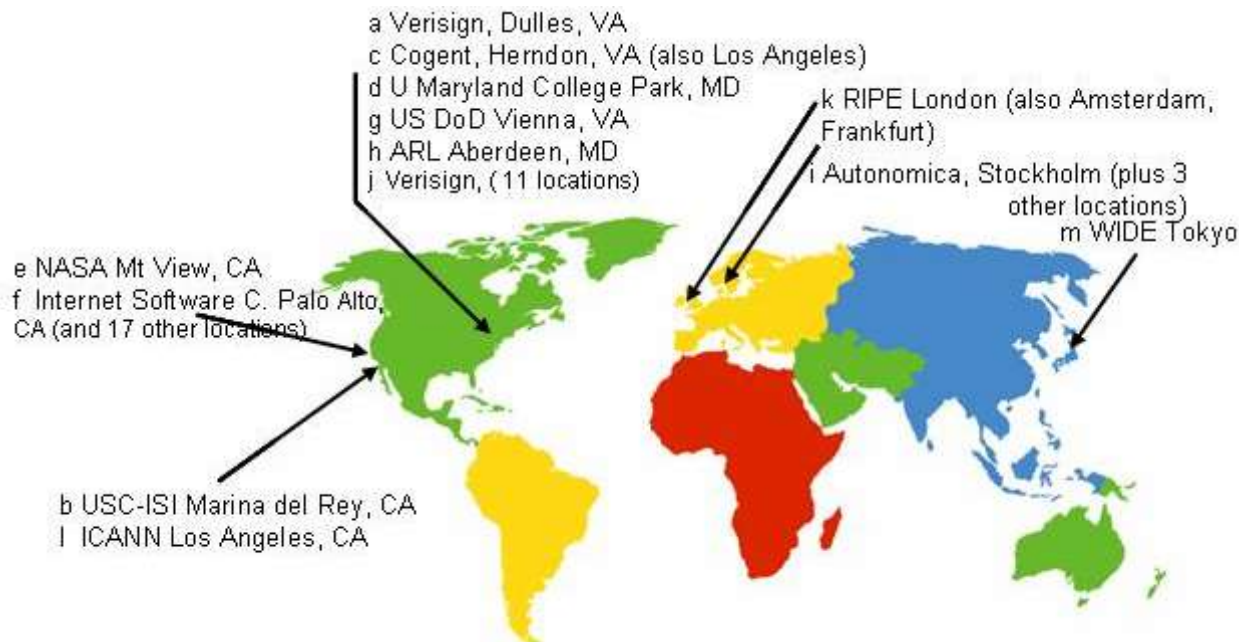 a Verisign, Dulles, VA
c Cogent, Herndon, VA (also Los Angeles)
d U Maryland College Park, MD
g US DoD Vienna, VA
h ARL Aberdeen, MD
j Verisign, ( 11 locations)
k RIPE London (also Amsterdam,
Frankfurt)
i Autonomica, Stockholm (plus 3
other locations)
m WIDE Tokyo
e NASA Mt View, CA
f Internet Software C. Palo Alto,
CA (and 17 other locations)
b USC-ISI Marina del Rey, CA
l ICANN Los Angeles, CA